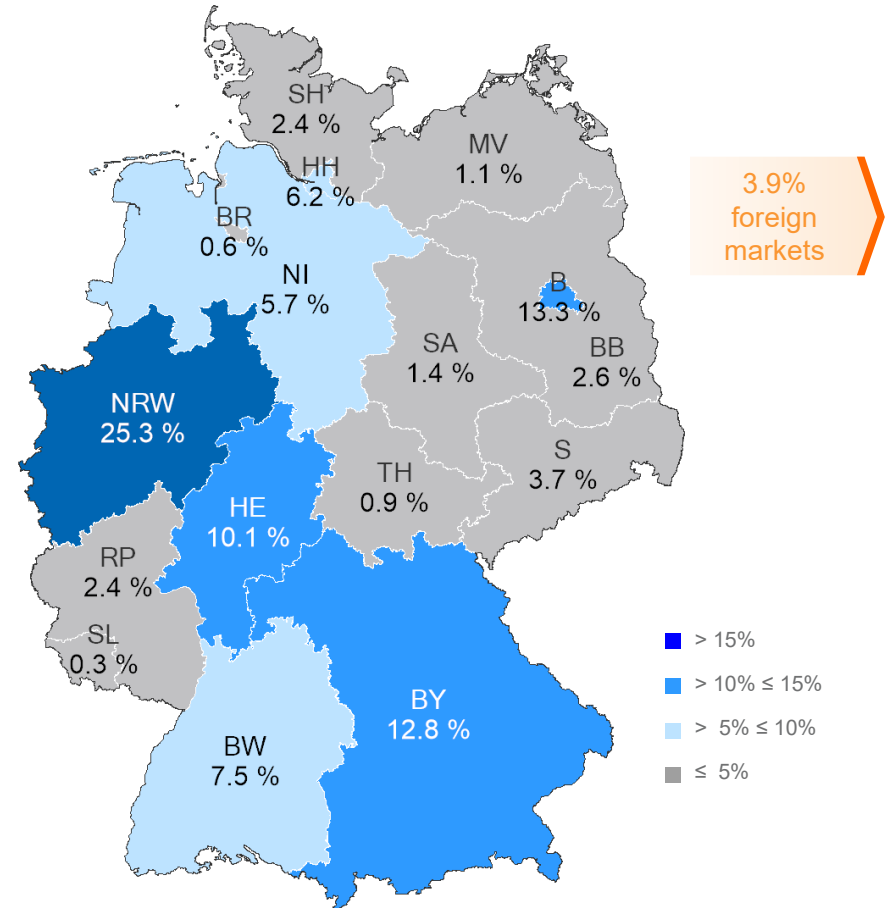 SH
2.4 %
HH
6.2 %
MV
1.1 %
3.9%
foreign
markets
BR
0.6 %
NI
5.7 %
B
13.3 %
SA
1.4 %
BB
2.6 %
NRW
25.3 %
S
3.7 %
TH
0.9 %
HE
10.1 %
RP
2.4 %
SL
0.3 %
BY
12.8 %
BW
7.5 %
> 15%
> 10% ≤ 15%
> 5% ≤ 10%
≤ 5%